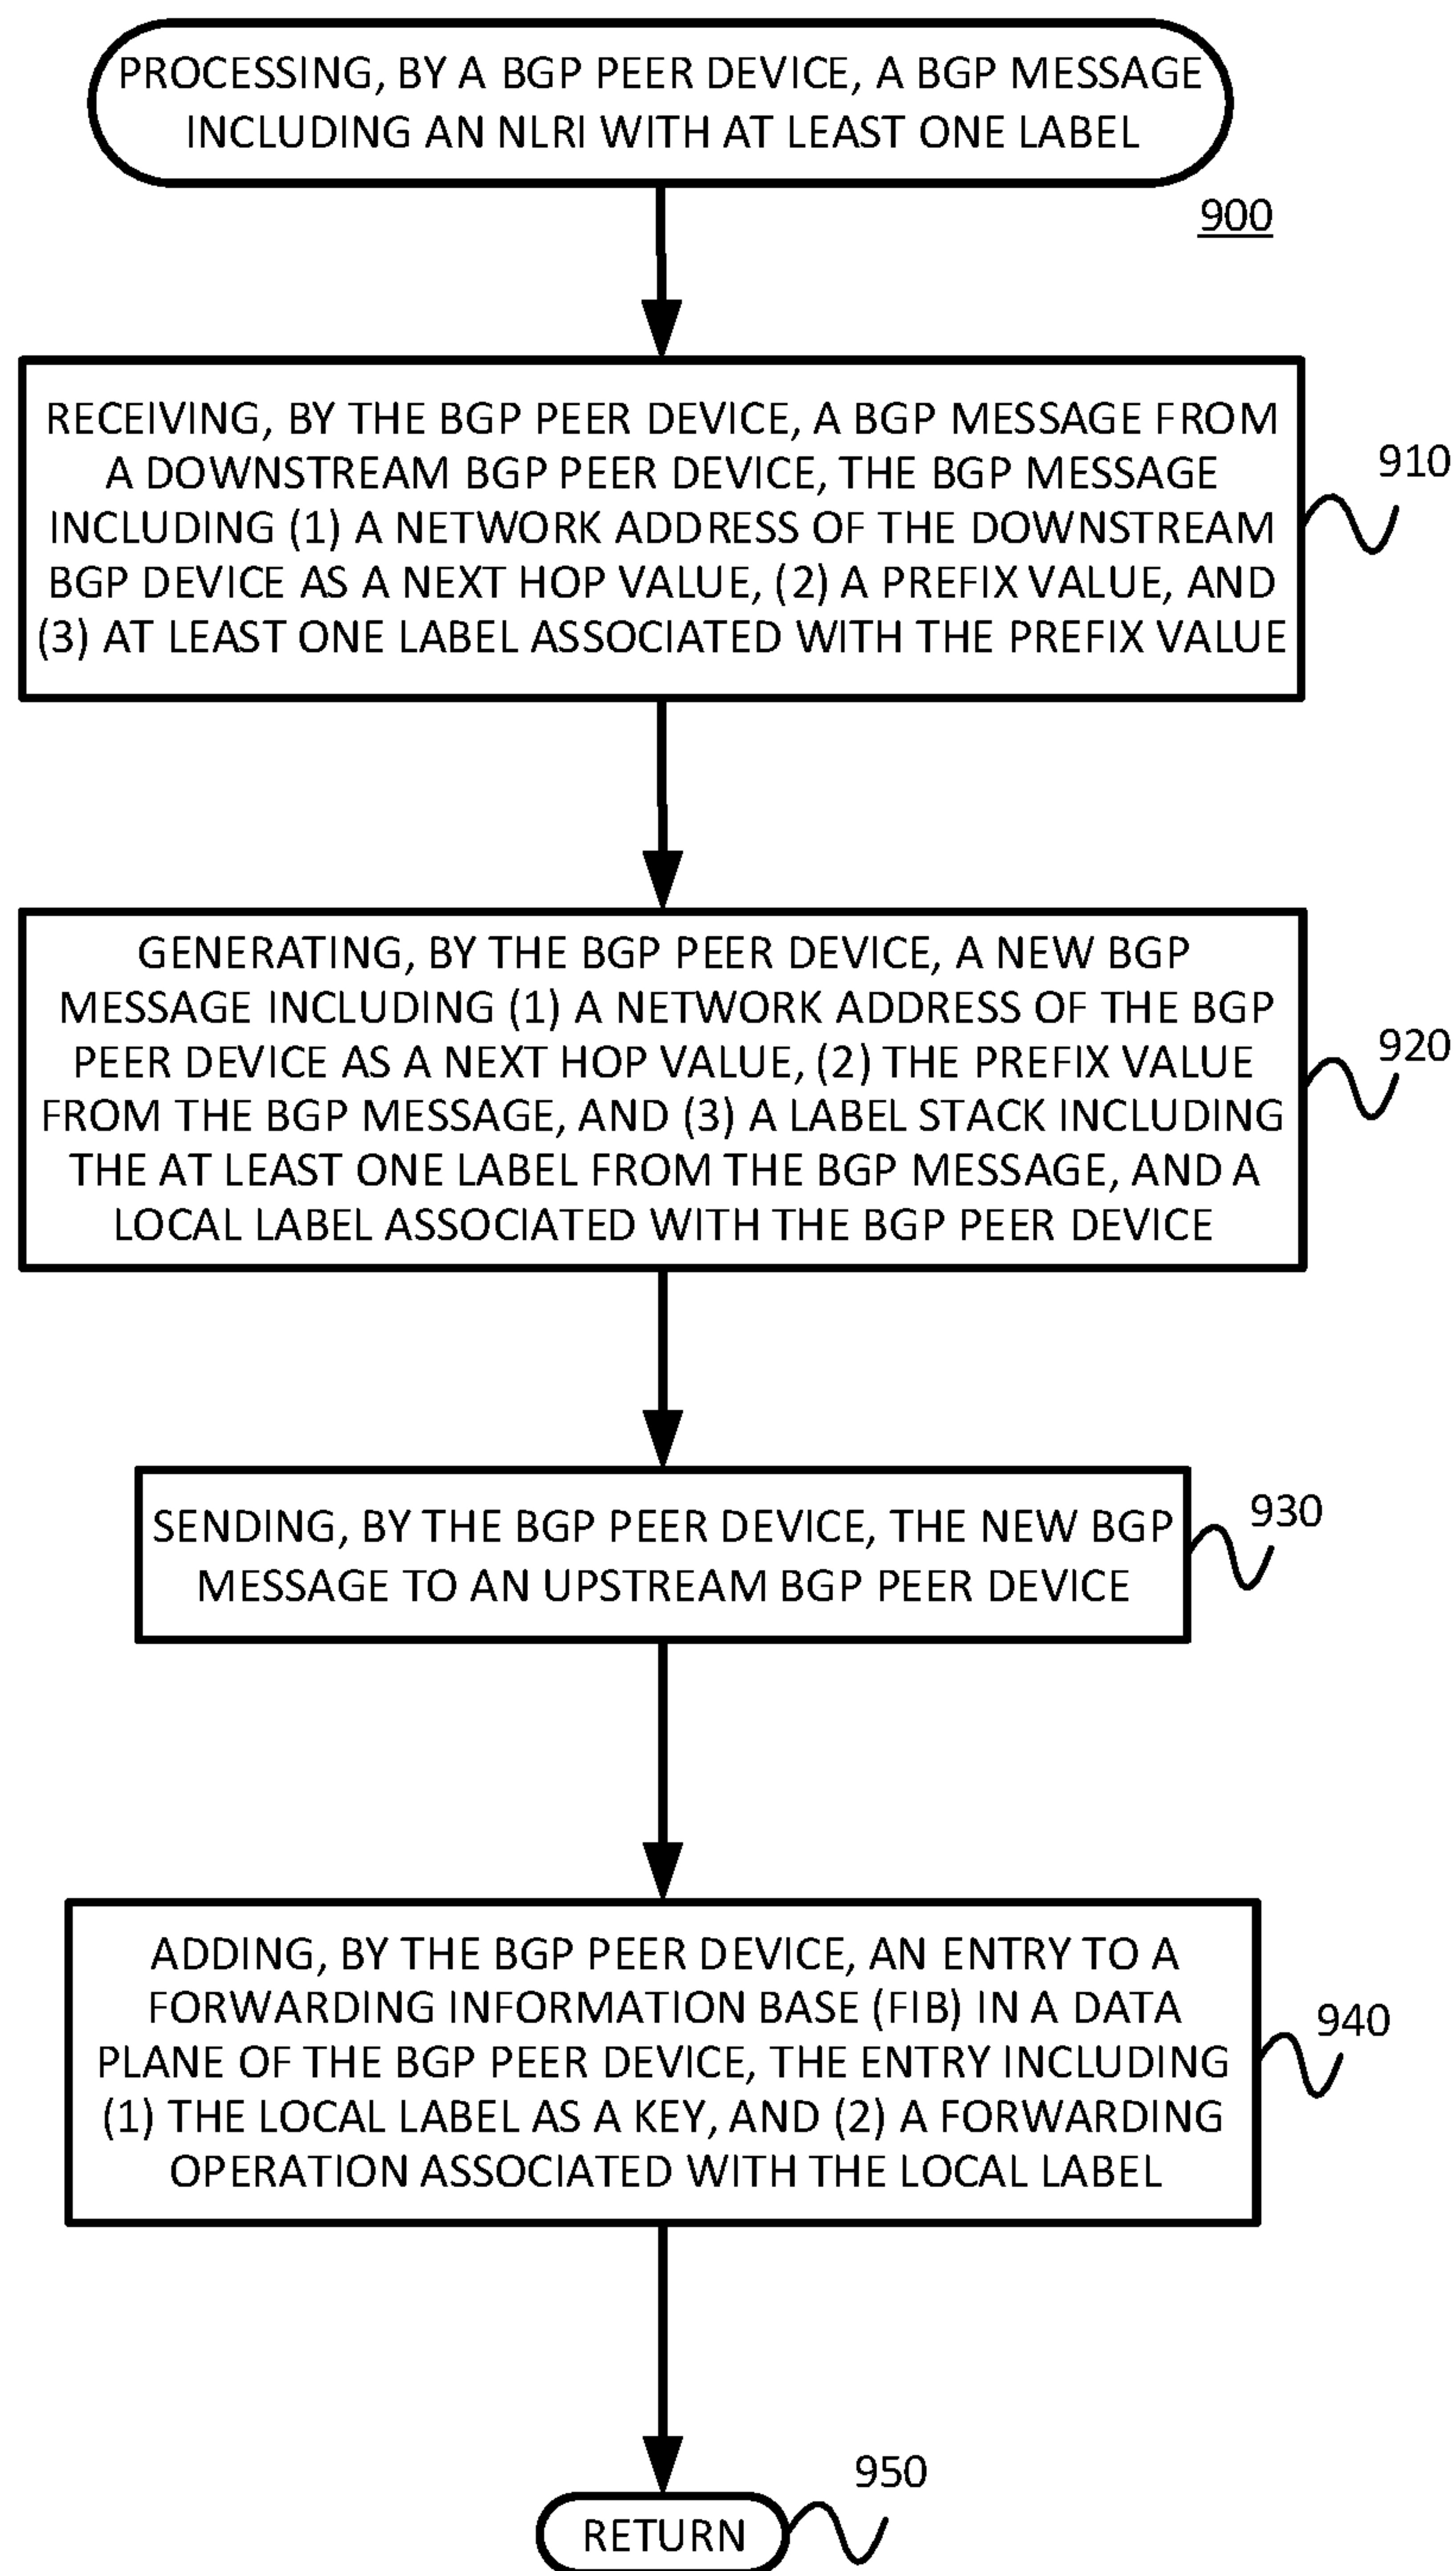 PROCESSING, BY A BGP PEER DEVICE, A BGP MESSAGE
INCLUDING AN NLRI WITH AT LEAST ONE LABEL
900
RECEIVING, BY THE BGP PEER DEVICE, A BGP MESSAGE FROM
A DOWNSTREAM BGP PEER DEVICE, THE BGP MESSAGE
INCLUDING (1) A NETWORK ADDRESS OF THE DOWNSTREAM
BGP DEVICE AS A NEXT HOP VALUE, (2) A PREFIX VALUE, AND
(3) AT LEAST ONE LABEL ASSOCIATED WITH THE PREFIX VALUE
910
GENERATING, BY THE BGP PEER DEVICE, A NEW BGP
MESSAGE INCLUDING (1) A NETWORK ADDRESS OF THE BGP
PEER DEVICE AS A NEXT HOP VALUE, (2) THE PREFIX VALUE
FROM THE BGP MESSAGE, AND (3) A LABEL STACK INCLUDING
THE AT LEAST ONE LABEL FROM THE BGP MESSAGE, AND A
LOCAL LABEL ASSOCIATED WITH THE BGP PEER DEVICE
920
SENDING, BY THE BGP PEER DEVICE, THE NEW BGP
MESSAGE TO AN UPSTREAM BGP PEER DEVICE
930
ADDING, BY THE BGP PEER DEVICE, AN ENTRY TO A
FORWARDING INFORMATION BASE (FIB) IN A DATA
PLANE OF THE BGP PEER DEVICE, THE ENTRY INCLUDING
(1) THE LOCAL LABEL AS A KEY, AND (2) A FORWARDING
OPERATION ASSOCIATED WITH THE LOCAL LABEL
940
RETURN
950